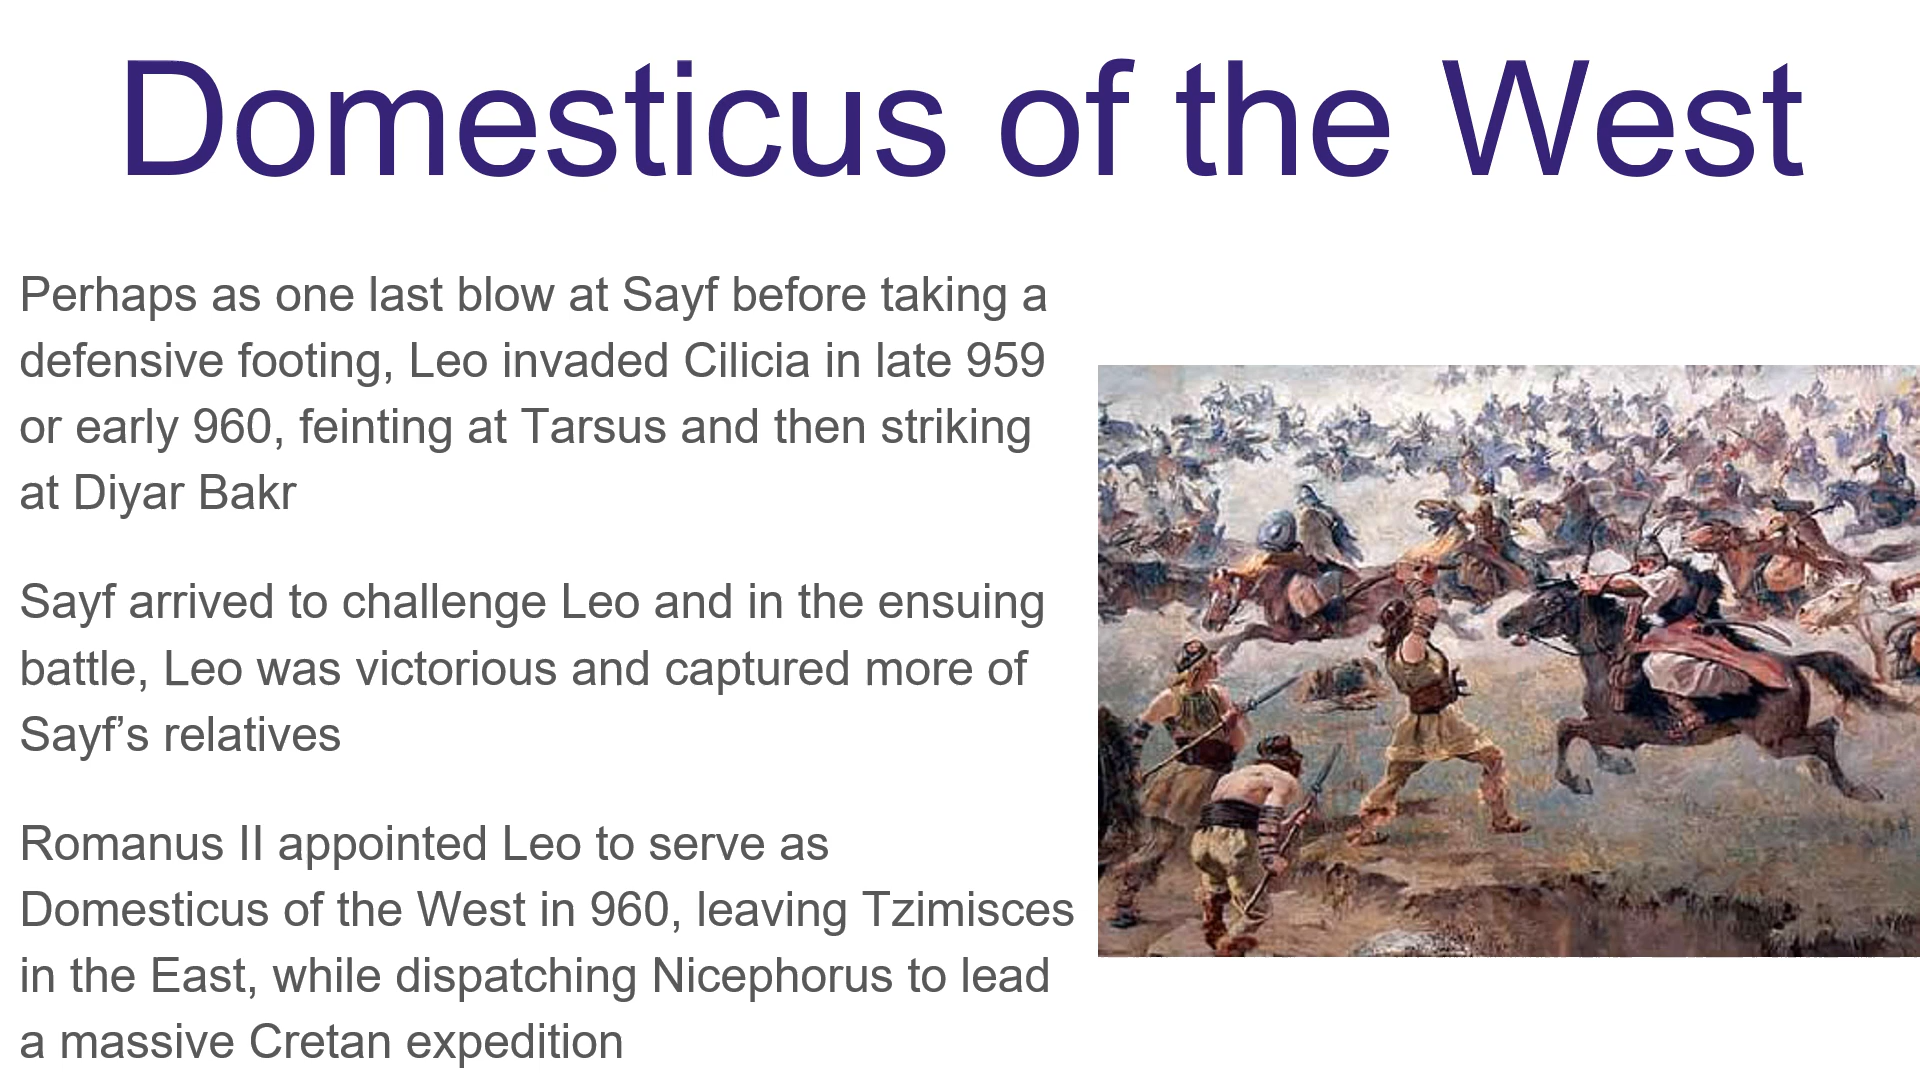 Domesticus of the West
Perhaps as one last blow at Sayf before taking a
defensive footing, Leo invaded Cilicia in late 959
or early 960, feinting at Tarsus and then striking
at Diyar Bakr
Sayf arrived to challenge Leo and in the ensuing
battle, Leo was victorious and captured more of
Sayf’s relatives
Romanus II appointed Leo to serve as
Domesticus of the West in 960, leaving Tzimisces
in the East, while dispatching Nicephorus to lead
a massive Cretan expedition